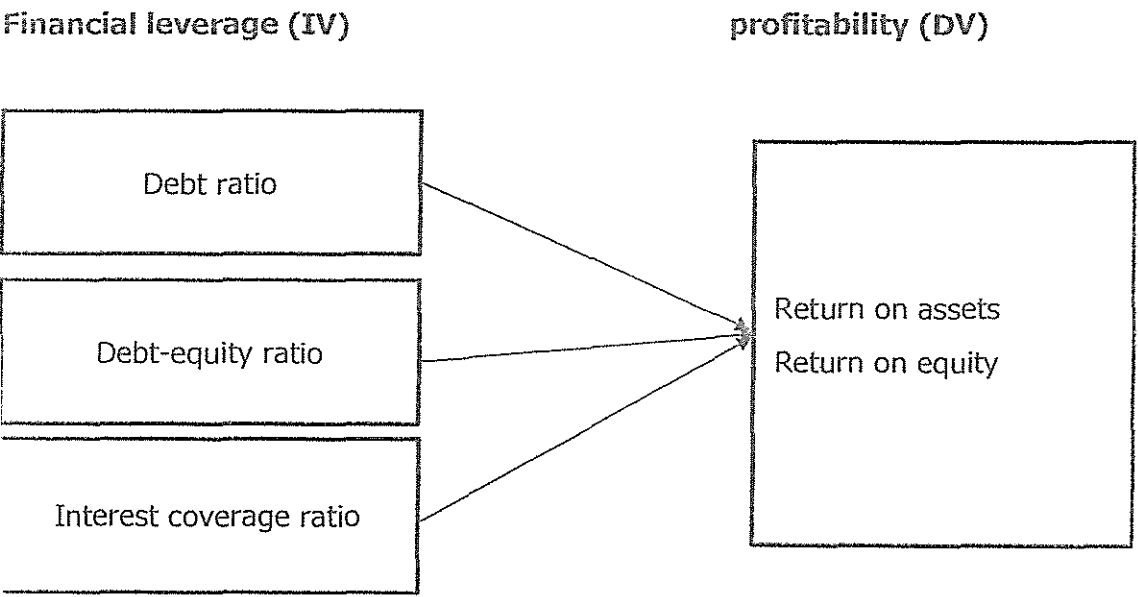 Financial leverage (IV)
profitability (DV)
Debt ratio
Debt-equity ratio
Interest coverage ratio
Return on assets
Return on equity